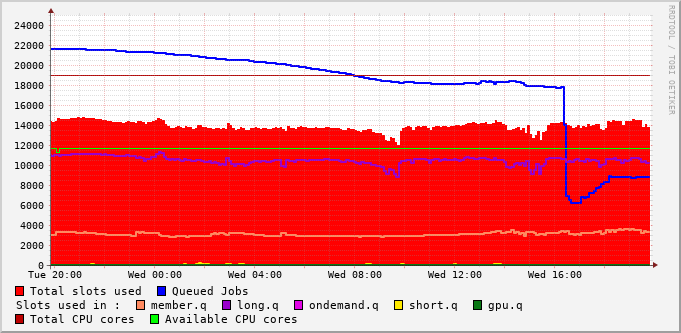 24000
22000
20000
18000
16000
14000
12000
10000
8000
6000
4000
2000
0
Tue 20:00 Wed 00:00 Wed 04:00 Wed 08:00 Wed 12:00 Wed 16:00
Total slots used Queued Jobs
Slots used in : member.q long.q ondemand.q short.q gpu.q
Total CPU cores Available CPU cores
RRDTOOL / TOBI OETIKER